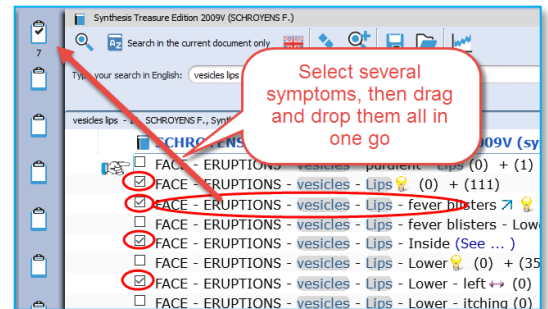 Synthesis Treasure Edition 2009V (SCHROYENS F.)
Search in the current document only
7
your search in English: vesicles lips
Select several
symptoms, then drag
and drop them all in
one go
vesicles lips - SCHROYENS F., Synth
SCHROYENS 009V (sy
FACE - ERUPTIONS - vesicles - purulent - Lips (0) + (1)
FACE - ERUPTIONS - vesicles - Lips (0) + (111)
FACE - ERUPTIONS - vesicles - Lips - fever blisters
FACE - ERUPTIONS - vesicles - Lips - fever blisters - Low
FACE - ERUPTIONS - vesicles - Lips - Inside (See ... )
FACE - ERUPTIONS - vesicles - Lips - Lower (0) + (35
FACE - ERUPTIONS - vesicles - Lips - Lower - left ↔ (0)
FACE - ERUPTIONS - vesicles - Lips - Lower - itching (0)